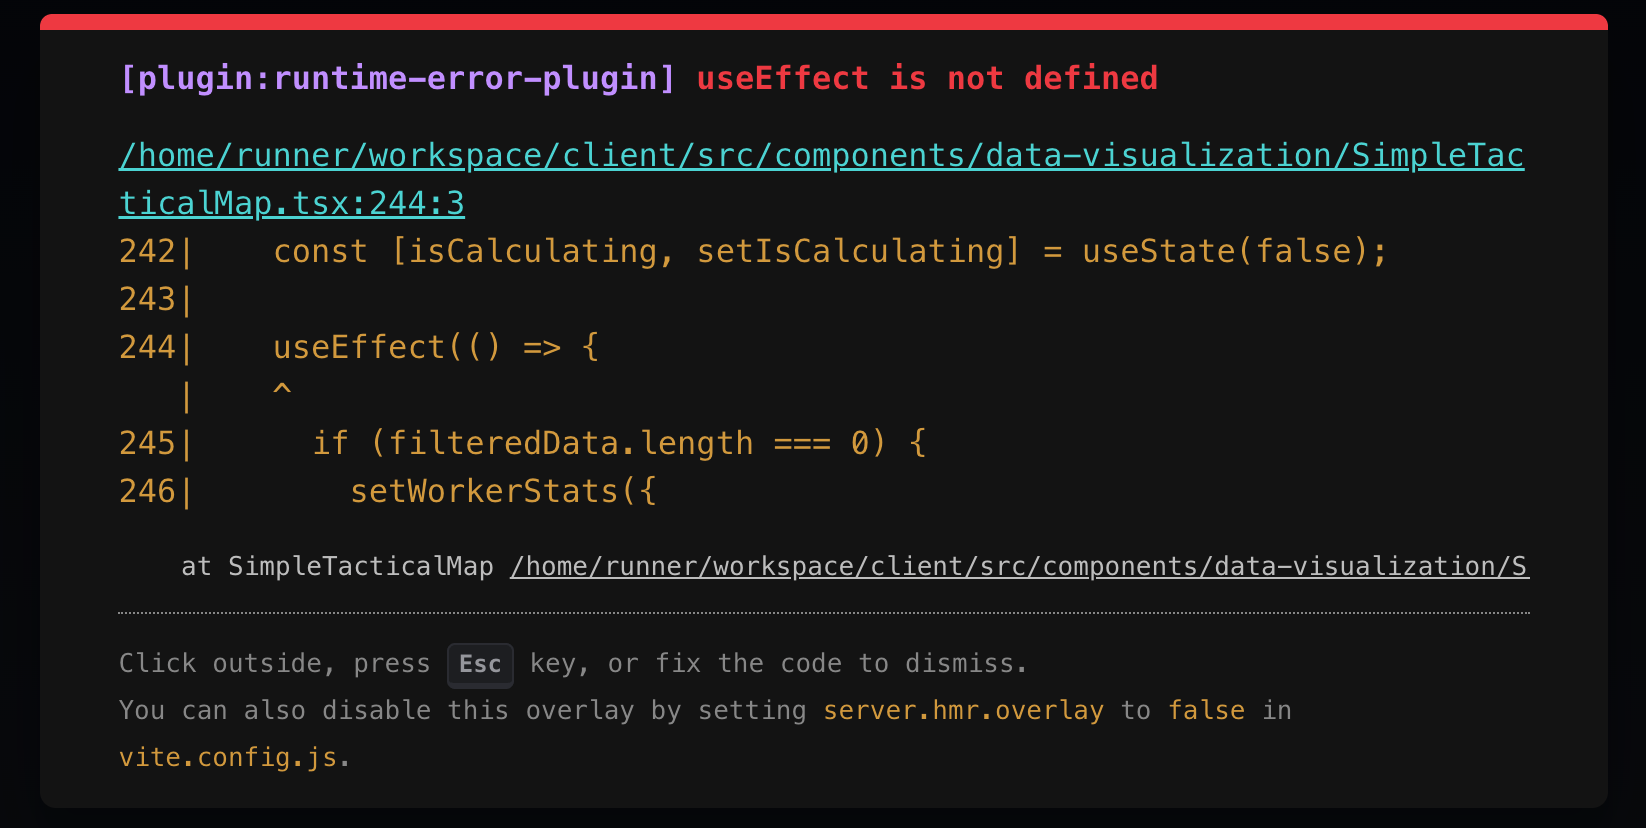 [plugin:runtime-error-plugin] useEffect is not defined
/home/runner/workspace/client/src/components/data-visualization/SimpleTac
ticalMap.tsx:244:3
242|    const [isCalculating, setIsCalculating] = useState(false);
243|
244|    useEffect(() => {
   |    ^
245|      if (filteredData.length === 0) {
246|        setWorkerStats({
at SimpleTacticalMap /home/runner/workspace/client/src/components/data-visualization/S
Click outside, press Esc key, or fix the code to dismiss.
You can also disable this overlay by setting server.hmr.overlay to false in
vite.config.js.